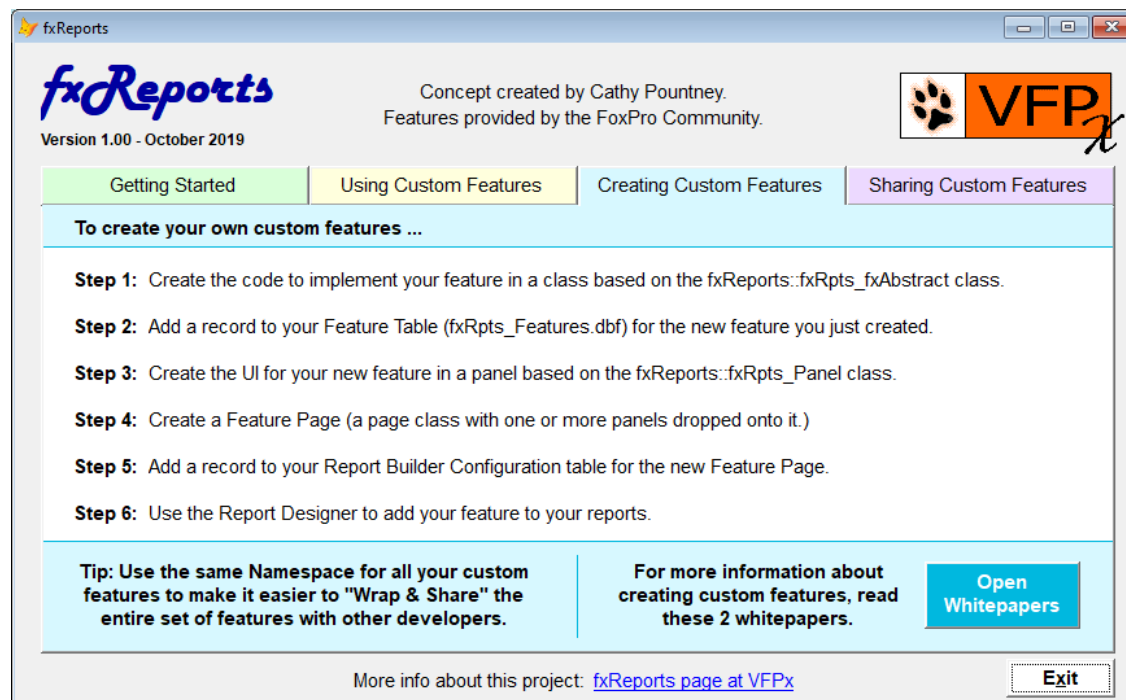 fxReports
fxReports
Version 1.00 - October 2019
Concept created by Cathy Pountney.
Features provided by the FoxPro Community.
VFPx
Getting Started
Using Custom Features
Creating Custom Features
Sharing Custom Features
To create your own custom features ...
Step 1: Create the code to implement your feature in a class based on the fxReports::fxRpts_fxAbstract class.
Step 2: Add a record to your Feature Table (fxRpts_Features.dbf) for the new feature you just created.
Step 3: Create the UI for your new feature in a panel based on the fxReports::fxRpts_Panel class.
Step 4: Create a Feature Page (a page class with one or more panels dropped onto it.)
Step 5: Add a record to your Report Builder Configuration table for the new Feature Page.
Step 6: Use the Report Designer to add your feature to your reports.
Tip: Use the same Namespace for all your custom
features to make it easier to "Wrap & Share" the
entire set of features with other developers.
For more information about
creating custom features, read
these 2 whitepapers.
Open
Whitepapers
More info about this project: fxReports page at VFPx
Exit